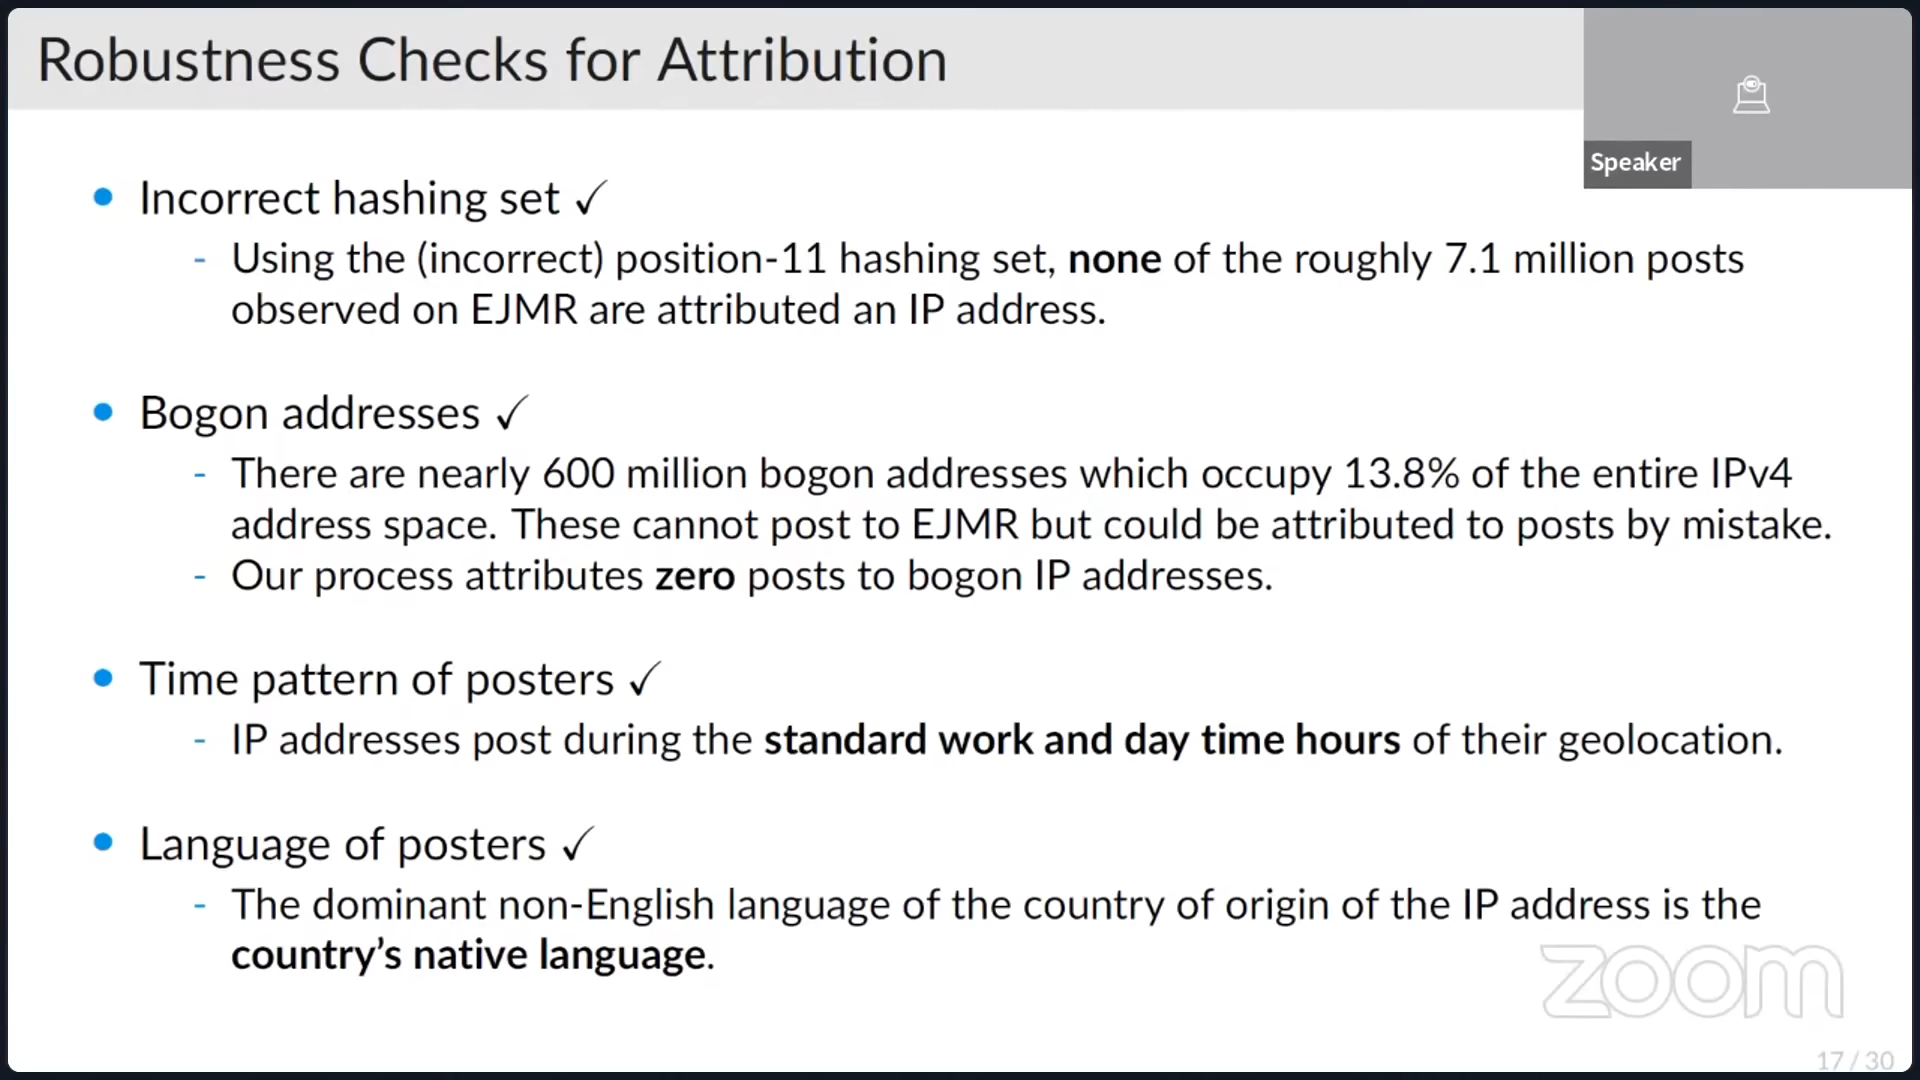 Robustness Checks for Attribution
Speaker
• Incorrect hashing set ✓
- Using the (incorrect) position-11 hashing set, none of the roughly 7.1 million posts
observed on EJMR are attributed an IP address.
• Bogon addresses ✓
- There are nearly 600 million bogon addresses which occupy 13.8% of the entire IPv4
address space. These cannot post to EJMR but could be attributed to posts by mistake.
- Our process attributes zero posts to bogon IP addresses.
• Time pattern of posters ✓
- IP addresses post during the standard work and day time hours of their geolocation.
• Language of posters ✓
- The dominant non-English language of the country of origin of the IP address is the
country’s native language.
zoom
17 / 30